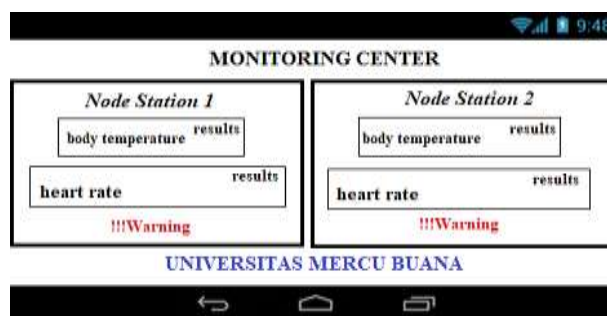 9:48
MONITORING CENTER
Node Station 1
body temperature results
results
heart rate
!!!Warning
Node Station 2
body temperature results
results
heart rate
!!!Warning
UNIVERSITAS MERCU BUANA